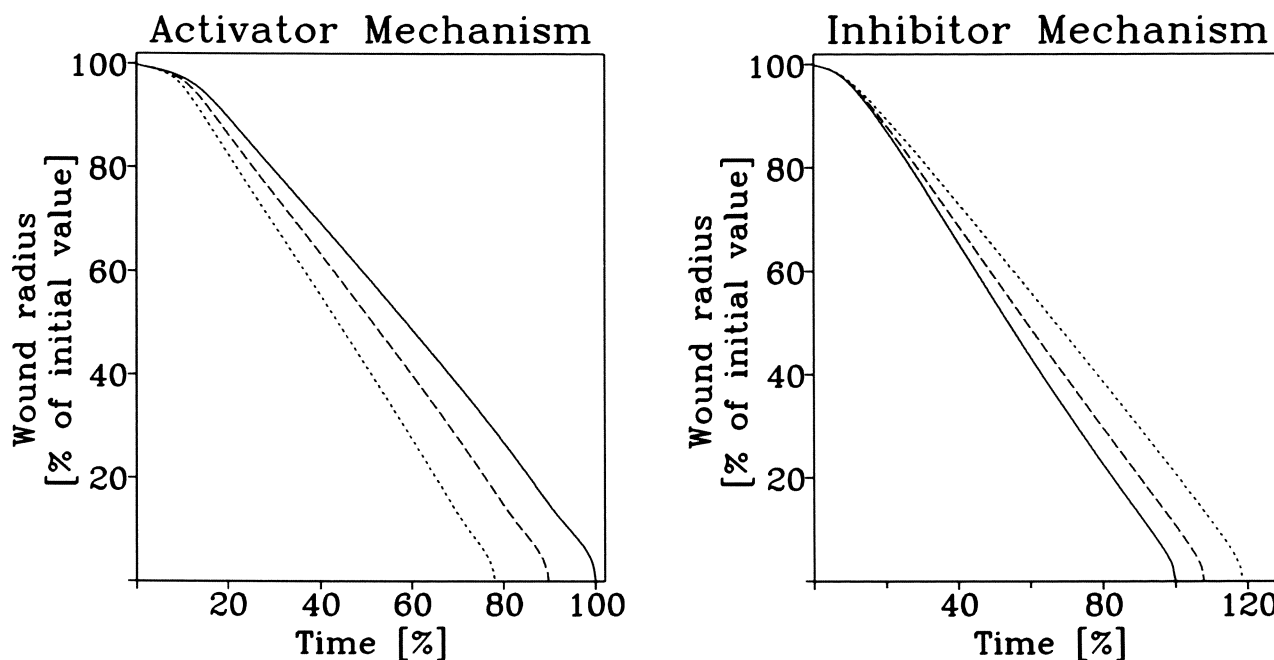 Activator Mechanism
Wound radius
[% of initial value]
100
80
60
40
20
20 40 60 80 100
Time [%]
Inhibitor Mechanism
Wound radius
[% of initial value]
100
80
60
40
20
40 80 120
Time [%]